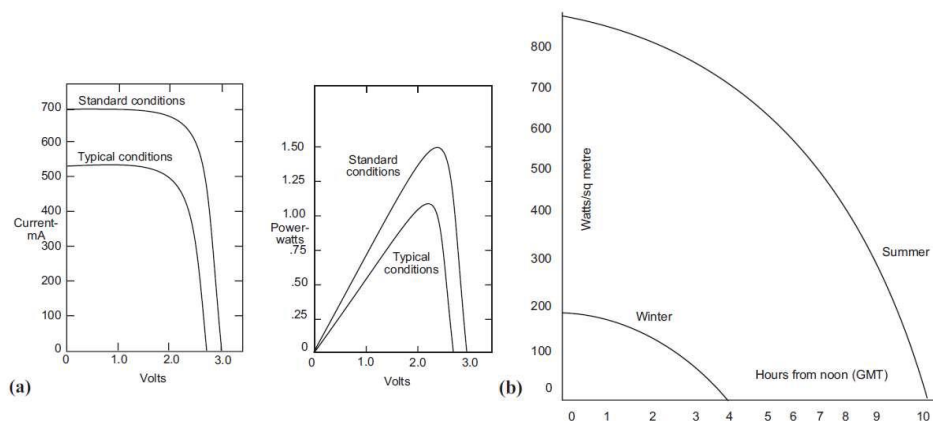 (a)
700
600
500
400
300
200
100
0
Current-
mA
Standard conditions
Typical conditions
0 1.0 2.0 3.0
Volts
1.50
1.25
1.00
.75
.50
.25
0
Power-
watts
Standard
conditions
Typical
conditions
0 1.0 2.0 3.0
Volts
(b)
800
600
500
400
300
200
100
0
Watts/sq metre
Summer
Winter
Hours from noon (GMT)
0 1 2 3 4 5 6 7 8 9 10